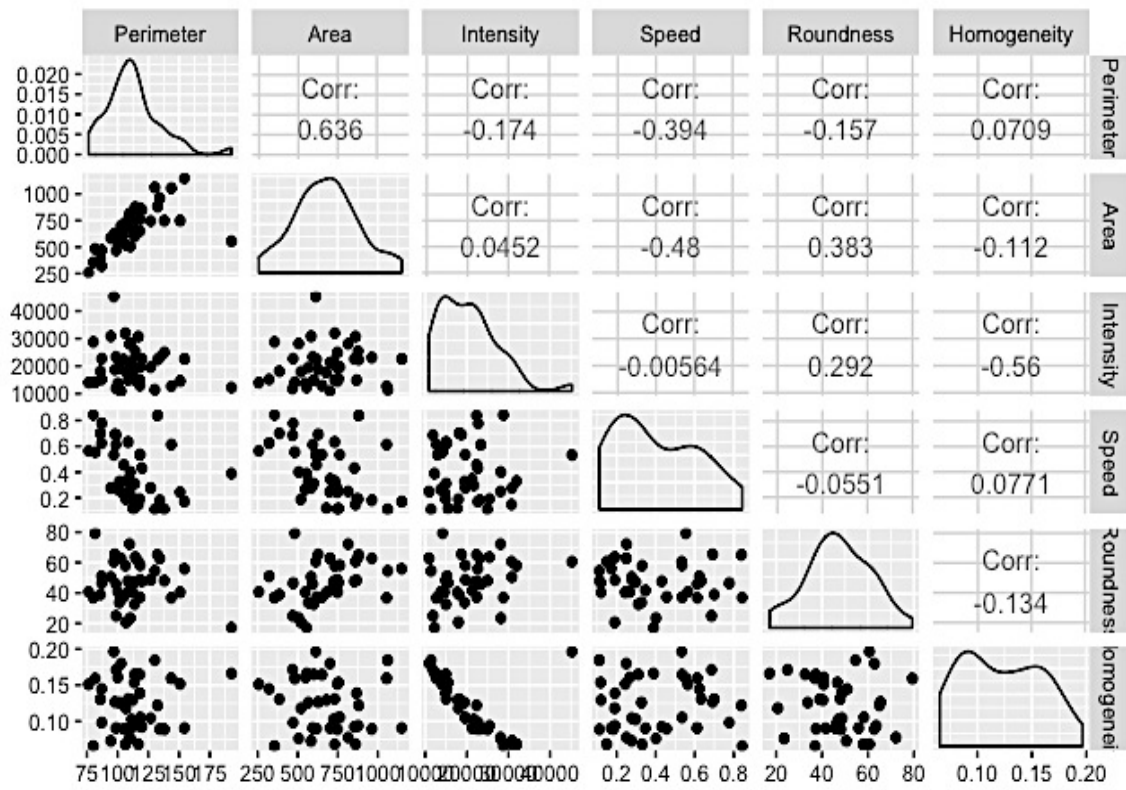 Perimeter Area Intensity Speed Roundness Homogeneity
0.020
0.015
0.010
0.005
0.000
Corr:
0.636
Corr:
-0.174
Corr:
-0.394
Corr:
-0.157
Corr:
0.0709
Perimeter
1000
750
500
250
Corr:
0.0452
Corr:
-0.48
Corr:
0.383
Corr:
-0.112
Area
40000
30000
20000
10000
Corr:
-0.00564
Corr:
0.292
Corr:
-0.56
Intensity
0.8
0.6
0.4
0.2
Corr:
-0.0551
Corr:
0.0771
Speed
80
60
40
20
Corr:
-0.134
Roundness
0.20
0.15
0.10
omogenei
75 100 125 150 175 250 500 750 1000 10000 20000 30000 40000 0.2 0.4 0.6 0.8 20 40 60 80 0.10 0.15 0.20